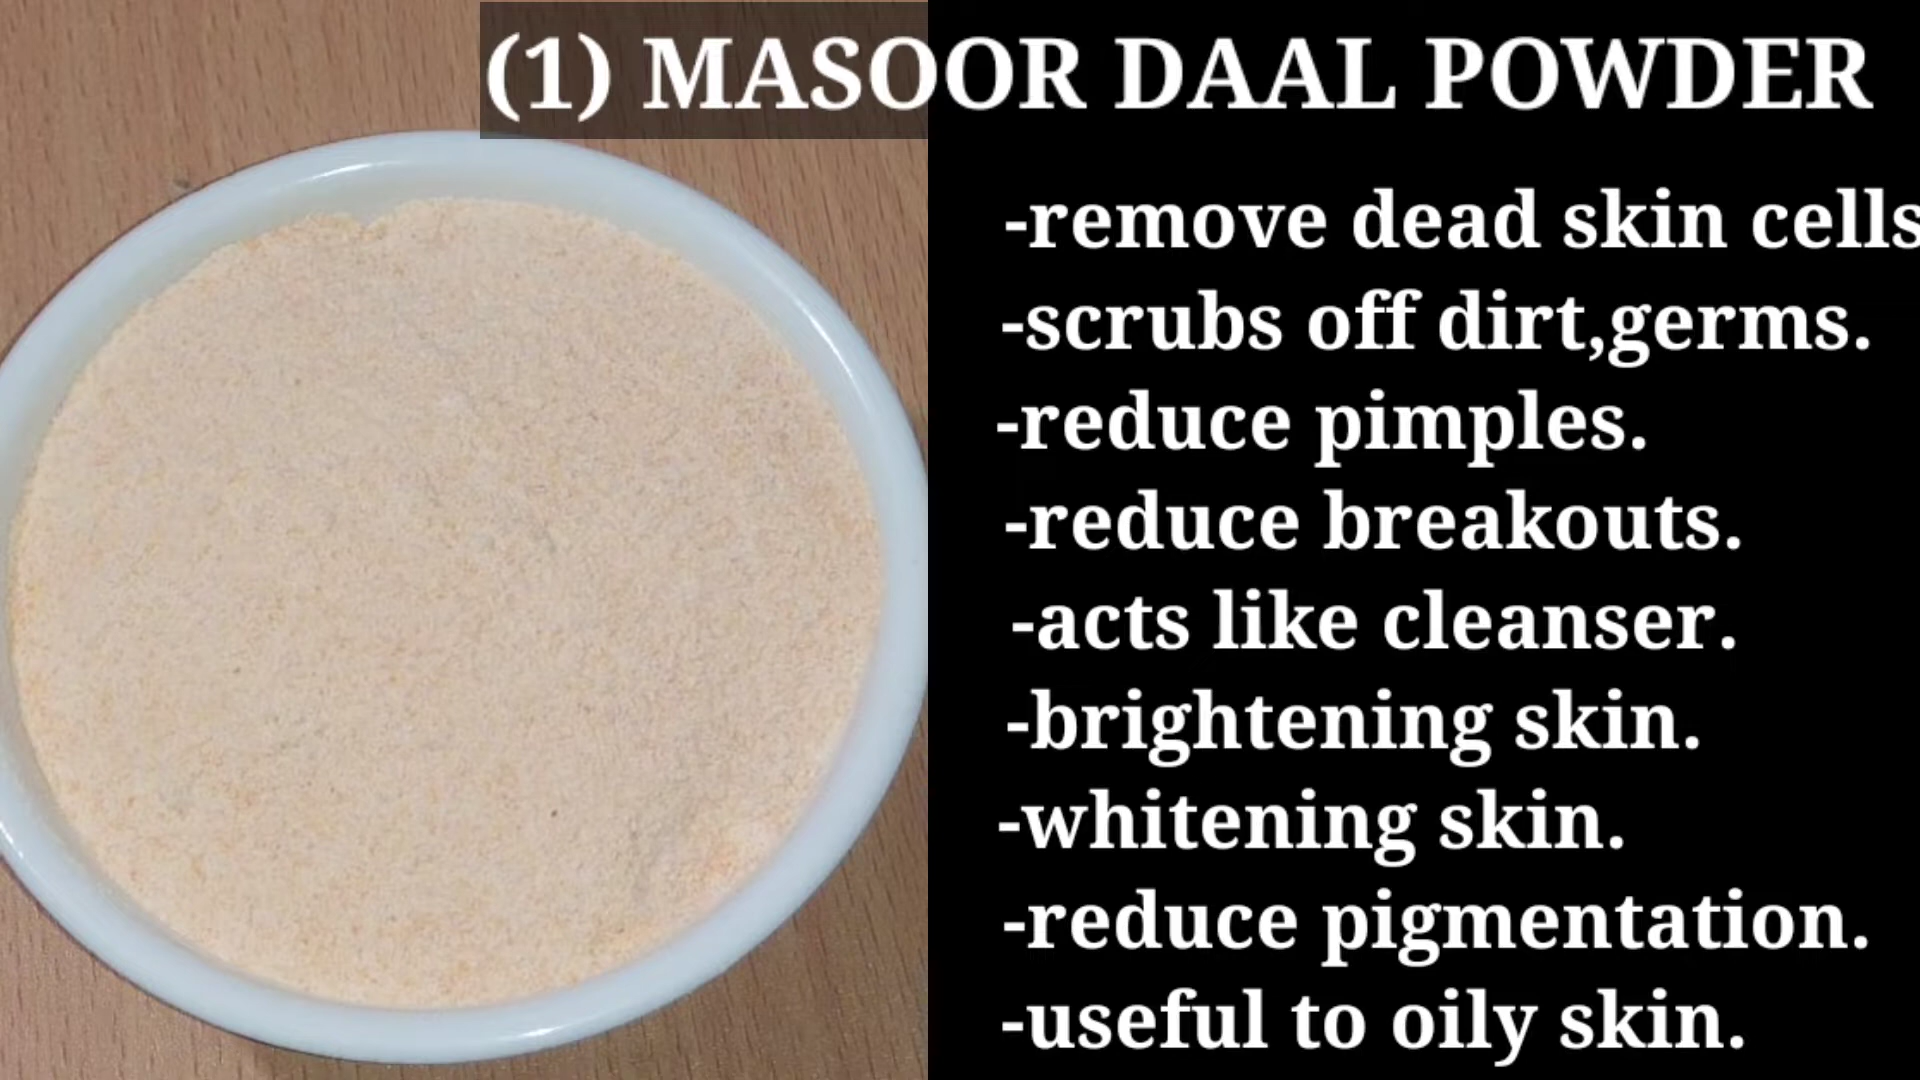 (1) MASOOR DAAL POWDER
-remove dead skin cells
-scrubs off dirt,germs.
-reduce pimples.
-reduce breakouts.
-acts like cleanser.
-brightening skin.
-whitening skin.
-reduce pigmentation.
-useful to oily skin.